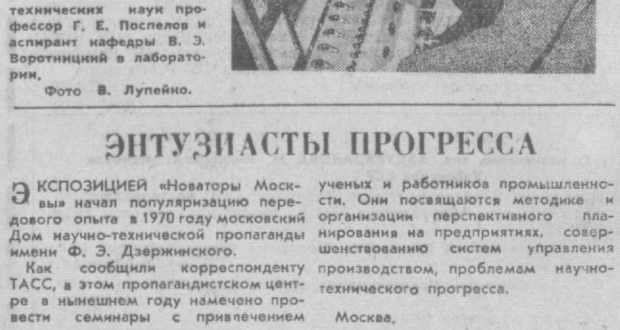 технических наук про-
фессор Г. Е. Поспелов и
аспирант кафедры В. Э.
Воротницкий в лаборато-
рии.
Фото В. Лупейко.
ЭНТУЗИАСТЫ ПРОГРЕССА
ЭКСПОЗИЦИЕЙ «Новаторы Моск-
вы» начал популяризацию пере-
дового опыта в 1970 году московский
Дом научно-технической пропаганды
имени Ф. Э. Дзержинского.
Как сообщили корреспонденту
ТАСС, в этом пропагандистском цент-
ре в нынешнем году намечено про-
вести семинары с привлечением
ученых и работников промышленно-
сти. Они посвящаются методике и
организации перспективного пла-
нирования на предприятиях, совер-
шенствованию систем управления
производством, проблемам научно-
технического прогресса.
Москва.